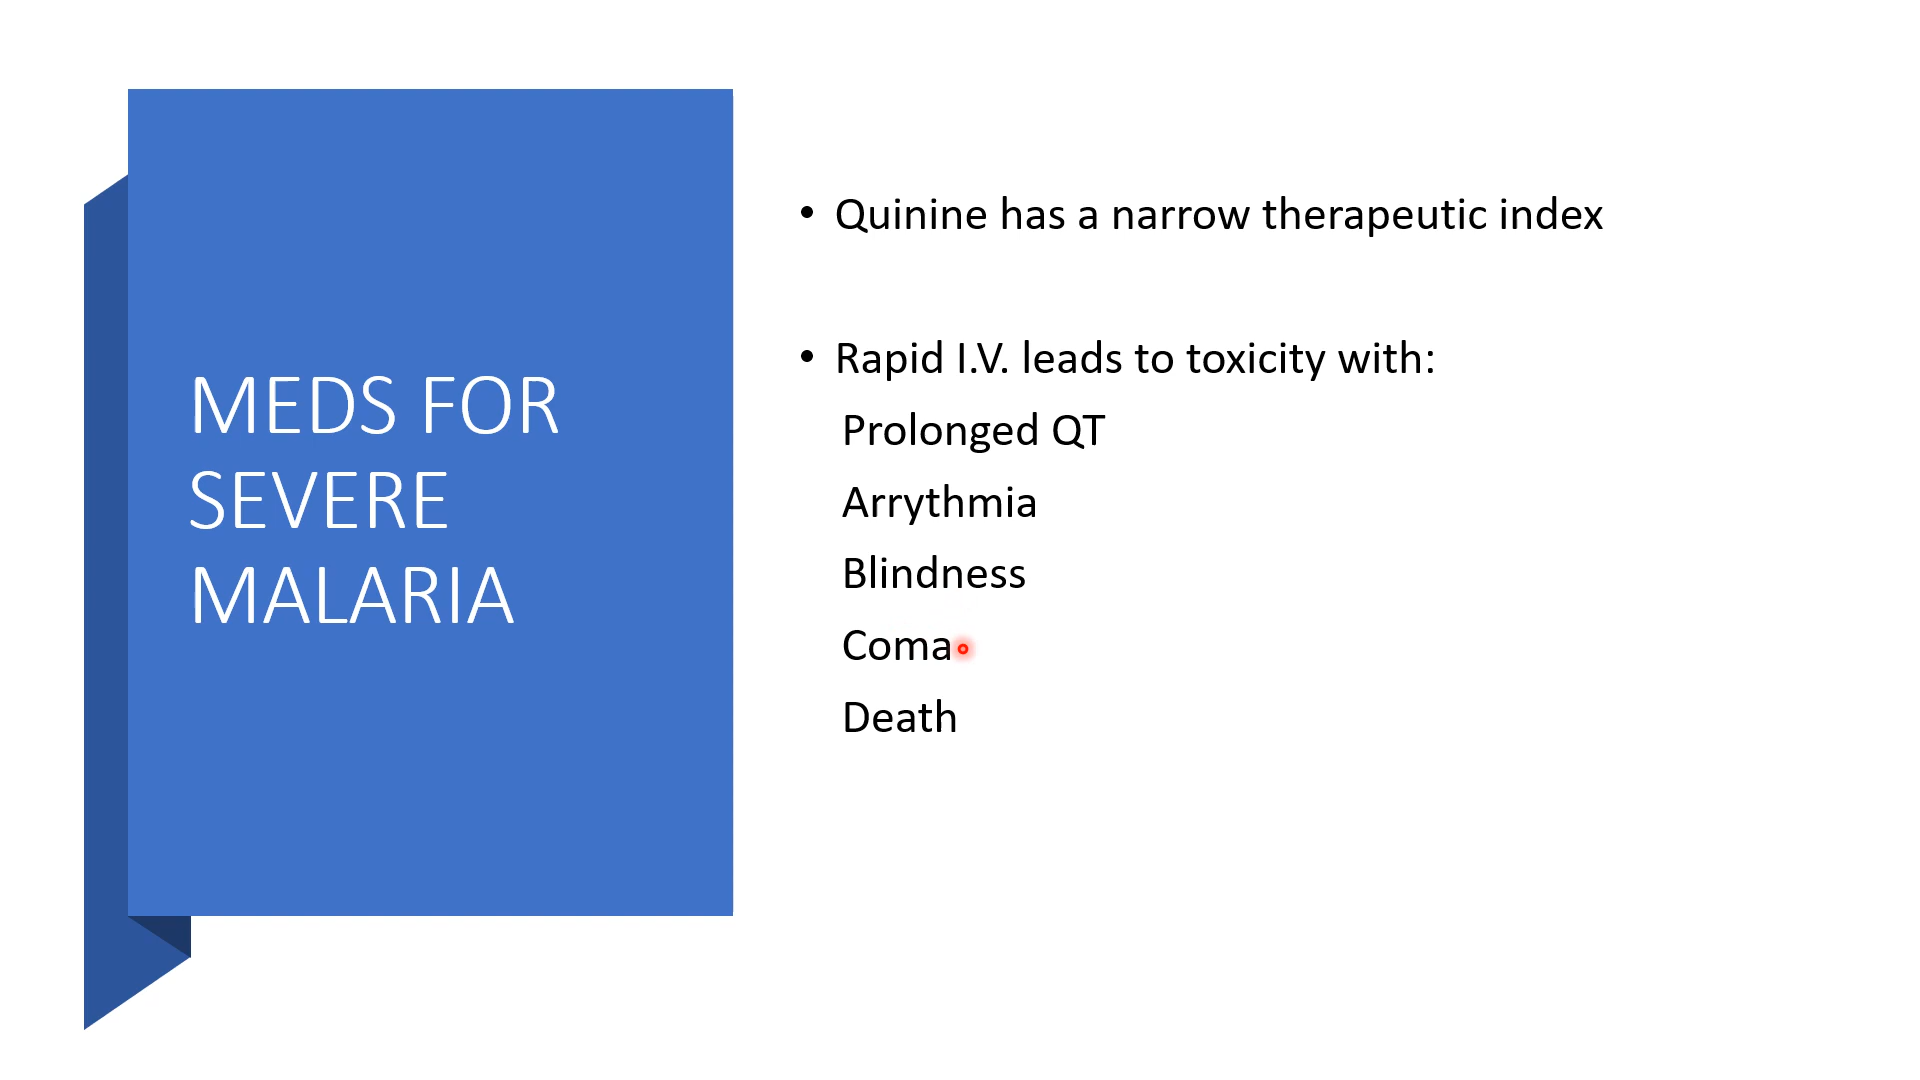 MEDS FOR
SEVERE
MALARIA
• Quinine has a narrow therapeutic index
• Rapid I.V. leads to toxicity with:
Prolonged QT
Arrythmia
Blindness
Coma
Death